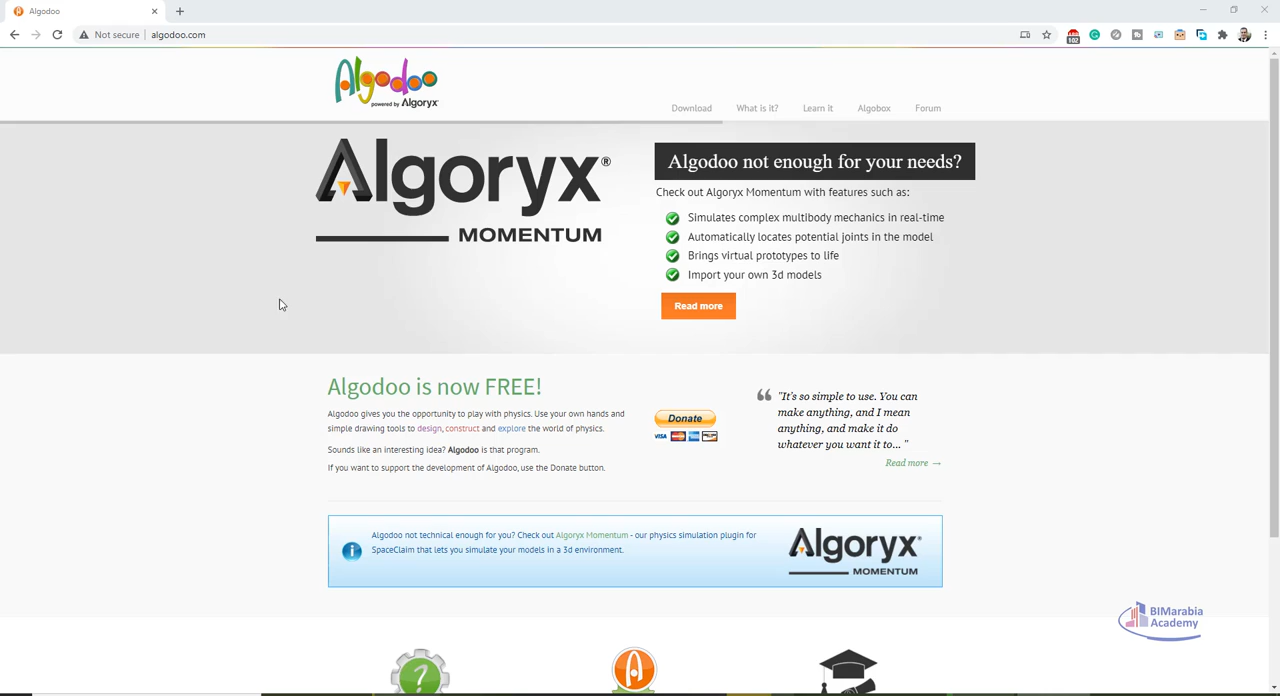 Algodoo
Not secure
algodoo.com
102
Algodoo
powered by Algoryx
Download
What is it?
Learn it
Algobox
Forum
Algoryx®
MOMENTUM
Algodoo not enough for your needs?
Check out Algoryx Momentum with features such as:
Simulates complex multibody mechanics in real-time
Automatically locates potential joints in the model
Brings virtual prototypes to life
Import your own 3d models
Read more
Algodoo is now FREE!
Algodoo gives you the opportunity to play with physics. Use your own hands and
simple drawing tools to design, construct and explore the world of physics.
Sounds like an interesting idea? Algodoo is that program.
If you want to support the development of Algodoo, use the Donate button.
Donate
VISA
"It's so simple to use. You can
make anything, and I mean
anything, and make it do
whatever you want it to... "
Read more →
Algodoo not technical enough for you? Check out Algoryx Momentum - our physics simulation plugin for
SpaceClaim that lets you simulate your models in a 3d environment.
Algoryx®
MOMENTUM
BIMarabia
Academy